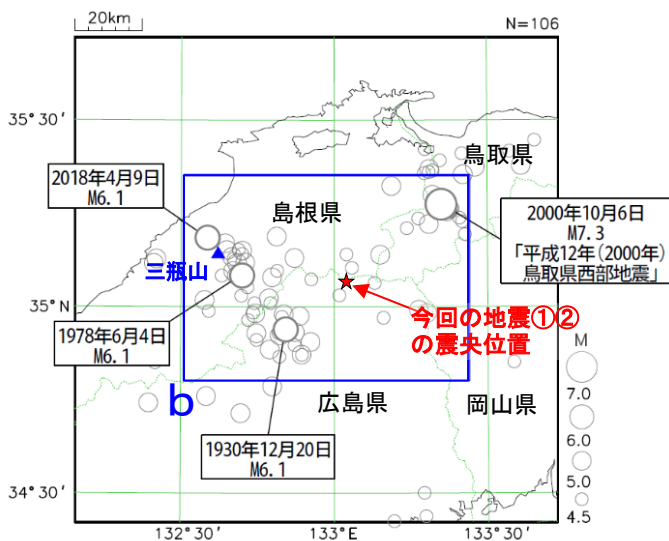 20km
N=106
35°30′
鳥取県
2018年4月9日
M6.1
島根県
2000年10月6日
M7.3
「平成12年(2000年)
鳥取県西部地震」
三瓶山
35°N
今回の地震①②
の震央位置
1978年6月4日
M6.1
M
7.0
6.0
5.0
4.5
b
広島県
岡山県
1930年12月20日
M6.1
34°30′
132°30′
133°E
133°30′